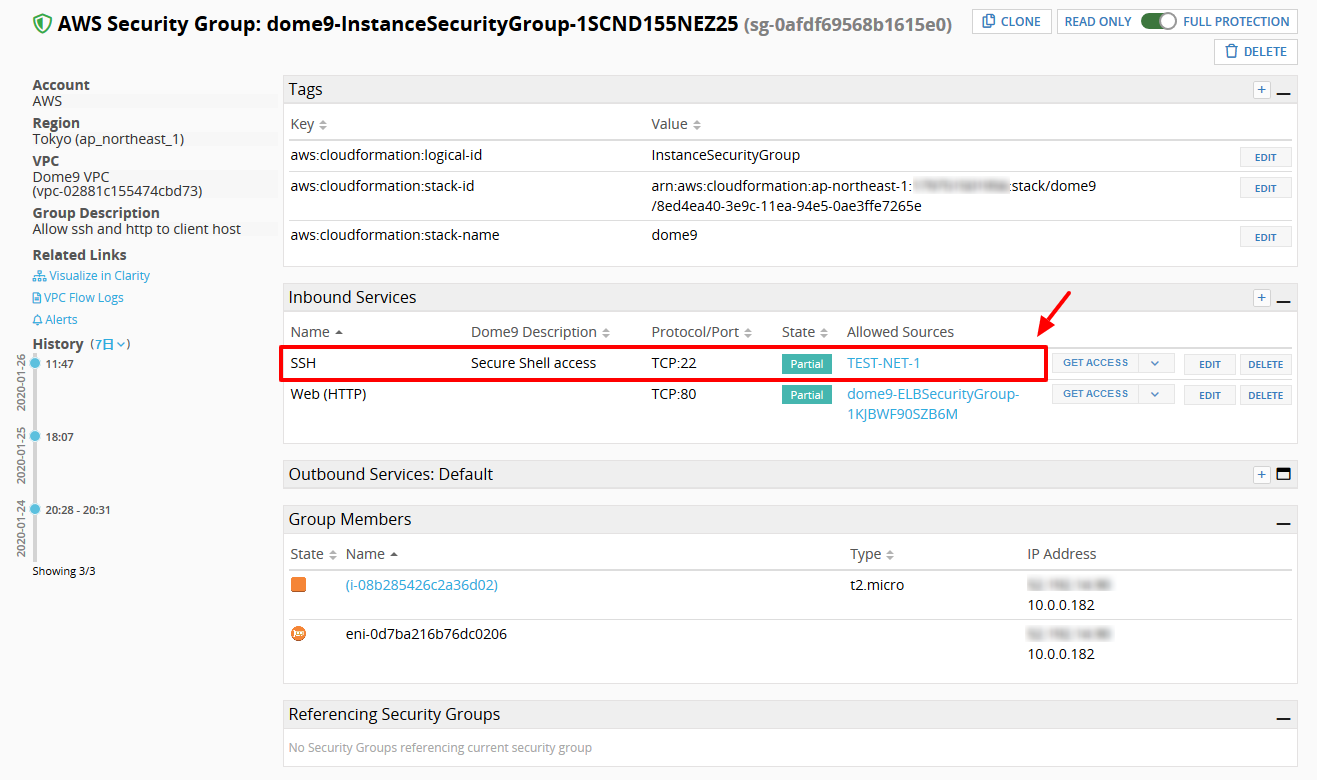 AWS Security Group: dome9-InstanceSecurityGroup-1SCND155NEZ25 (sg-0afdf69568b1615e0)
CLONE
READ ONLY FULL PROTECTION
DELETE
Account
AWS
Region
Tokyo (ap_northeast_1)
VPC
Dome9 VPC
(vpc-02881c155474cbd73)
Group Description
Allow ssh and http to client host
Related Links
Visualize in Clarity
VPC Flow Logs
Alerts
History (7日)
2020-01-26
11:47
2020-01-25
18:07
2020-01-24
20:28 - 20:31
Showing 3/3
Tags +
Key Value
aws:cloudformation:logical-id InstanceSecurityGroup EDIT
aws:cloudformation:stack-id arn:aws:cloudformation:ap-northeast-1: :stack/dome9 EDIT
/8ed4ea40-3e9c-11ea-94e5-0ae3ffe7265e
aws:cloudformation:stack-name dome9 EDIT
Inbound Services +
Name Dome9 Description Protocol/Port State Allowed Sources
SSH Secure Shell access TCP:22 Partial TEST-NET-1 GET ACCESS EDIT DELETE
Web (HTTP) TCP:80 Partial dome9-ELBSecurityGroup- GET ACCESS EDIT DELETE
1KJBWF90SZB6M
Outbound Services: Default +
Group Members
State Name Type IP Address
(i-08b285426c2a36d02) t2.micro
10.0.0.182
eni-0d7ba216b76dc0206
10.0.0.182
Referencing Security Groups
No Security Groups referencing current security group